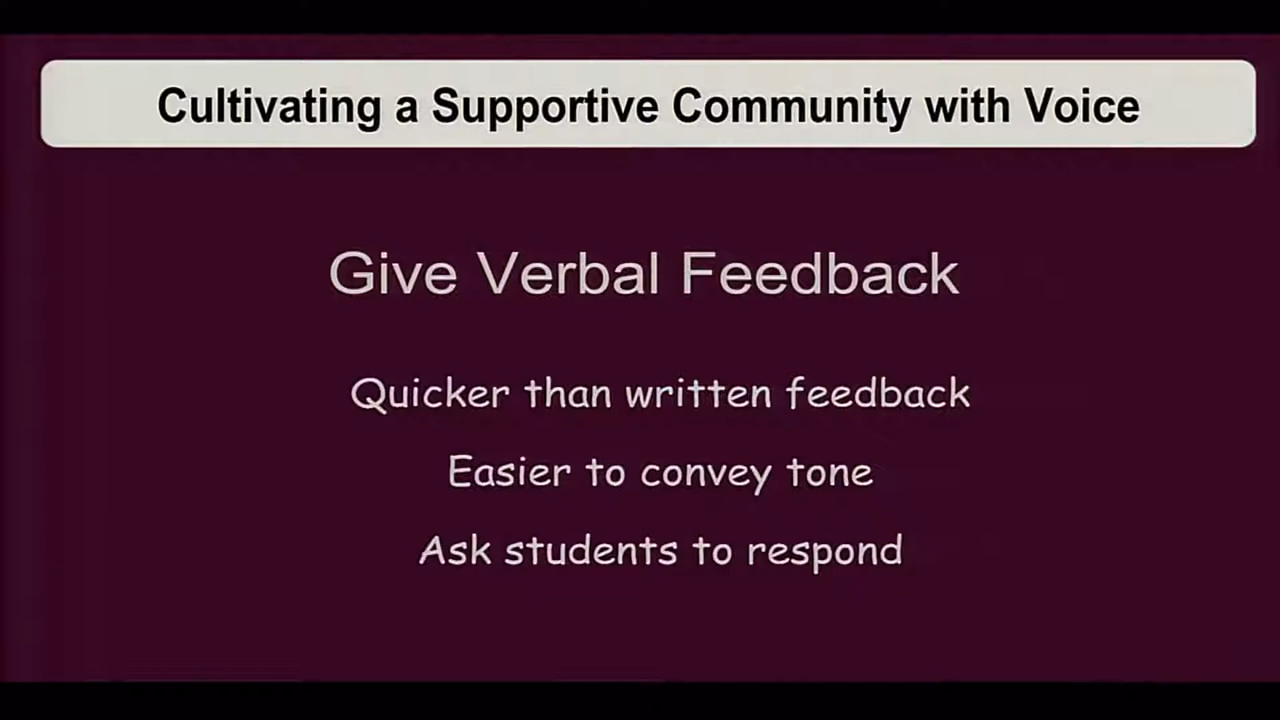 Cultivating a Supportive Community with Voice
Give Verbal Feedback
Quicker than written feedback
Easier to convey tone
Ask students to respond